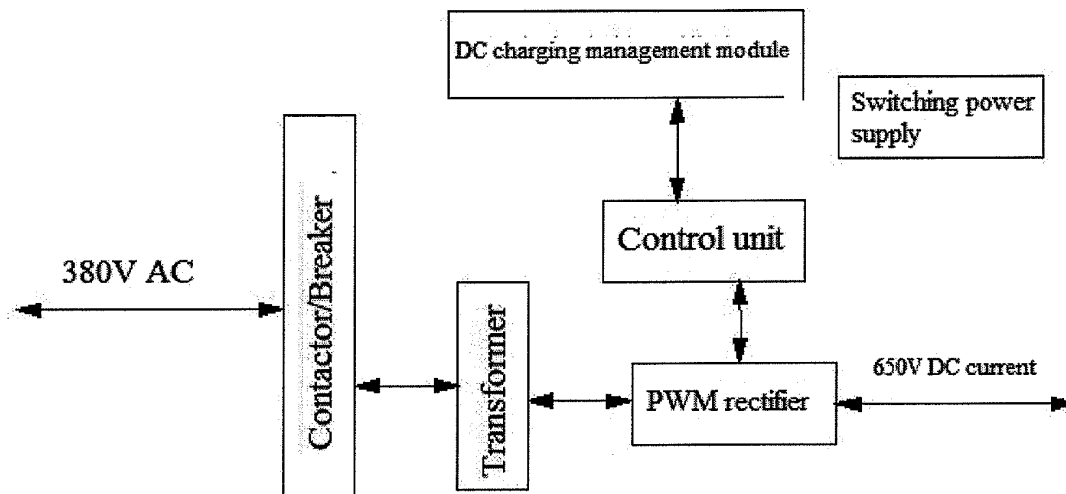 DC charging management module
Switching power
supply
Control unit
380V AC
Contactor/Breaker
Transformer
PWM rectifier
650V DC current